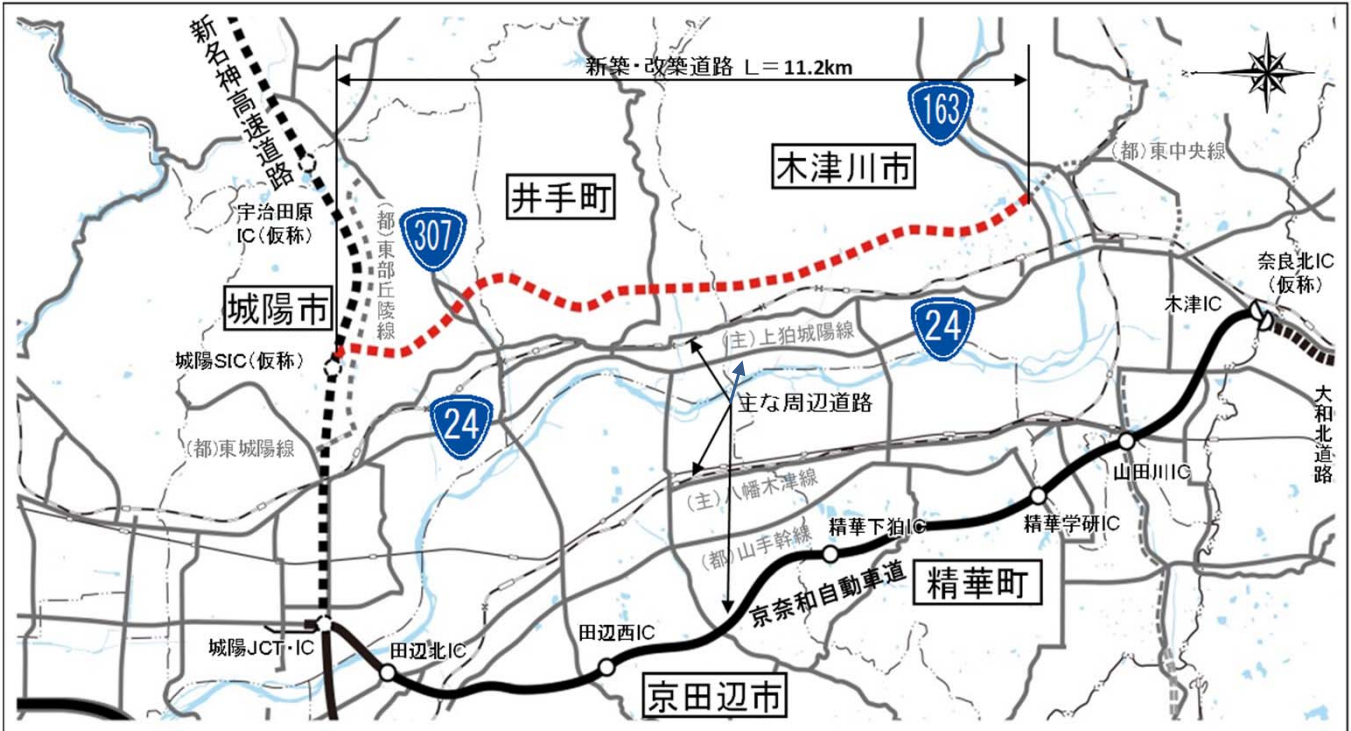 新名神高速道路
新築・改築道路 L＝11.2km
163
(都)東中央線
木津川市
井手町
宇治田原
IC(仮称)
(都)東部丘陵線
307
奈良北IC
(仮称)
木津IC
城陽市
24
(主)上狛城陽線
城陽SIC(仮称)
主な周辺道路
大和北道路
24
(都)東城陽線
山田川IC
(主)八幡木津線
精華学研IC
精華下狛IC
(都)山手幹線
精華町
京奈和自動車道
城陽JCT・IC
田辺北IC
田辺西IC
京田辺市